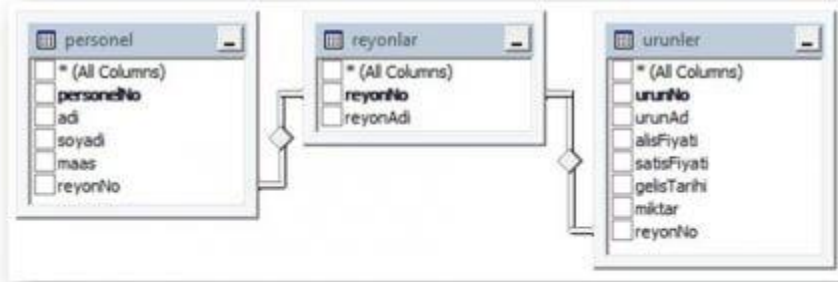 personel
* (All Columns)
personelNo
adi
soyadi
maas
reyonNo
reyonlar
* (All Columns)
reyonNo
reyonAdi
urunler
* (All Columns)
urunNo
urunAd
alisFiyati
satisFiyati
gelisTarihi
miktar
reyonNo